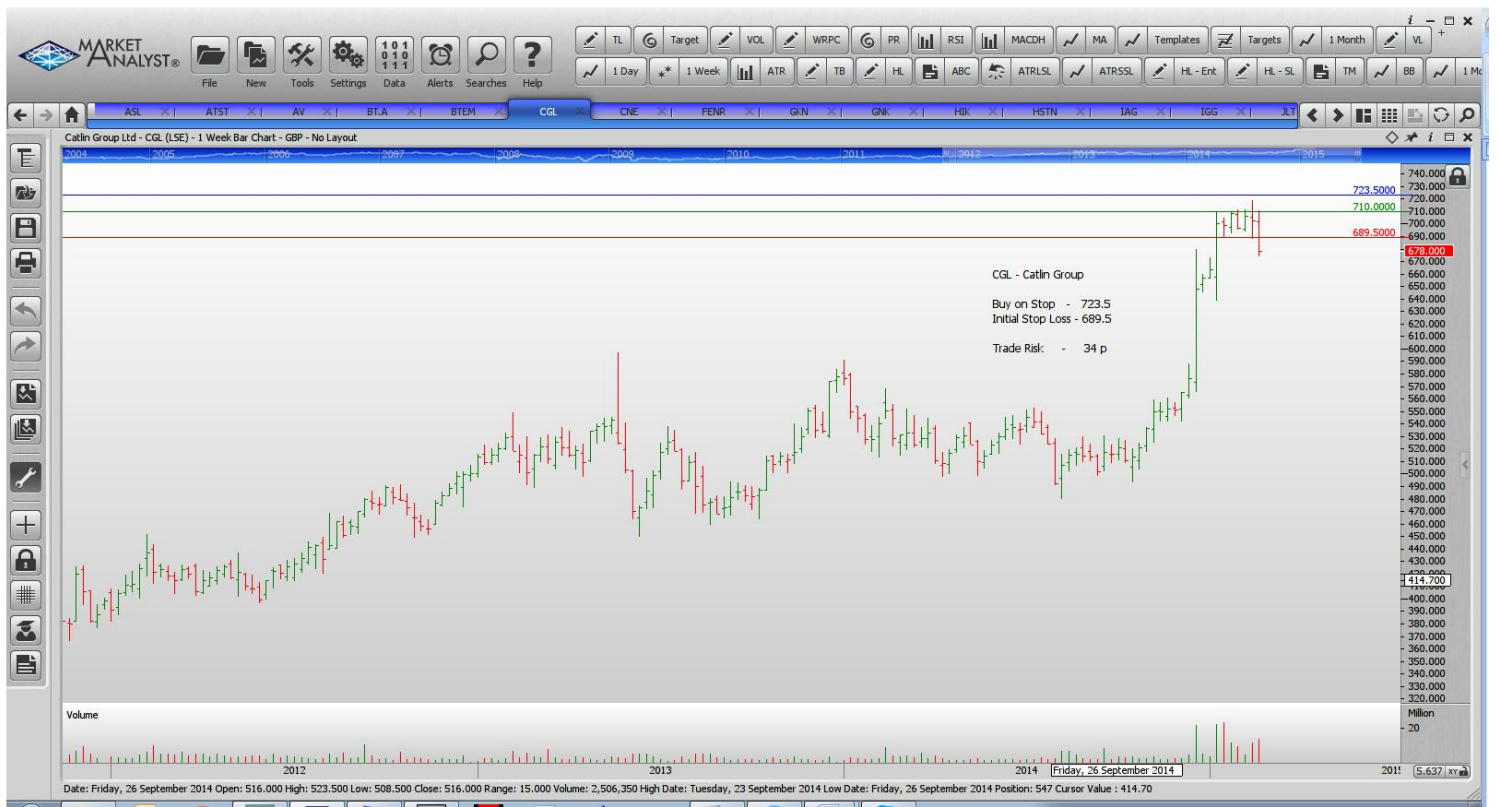 i
MARKET
ANALYST®
TL Target VOL WRPC PR RSI MACDH MA Templates Targets 1 Month VL
1 Day 1 Week ATR TB HL ABC ATRLSL ATRSSL HL - Ent HL - SL TM BB 1 Mo
101
010
111
File New Tools Settings Data Alerts Searches Help
ASL ATST AV BT.A BTEM CGL CNE FENR GKN GNK HIK HSTN IAG IGG JLT
Catlin Group Ltd - CGL (LSE) - 1 Week Bar Chart - GBP - No Layout
2004 2005 2006 2007 2008 2009 2010 2011 2012 2013 2014 2015
740.000
730.000
723.5000
720.000
710.0000
710.000
700.000
689.5000
690.000
678.000
670.000
CGL - Catlin Group
660.000
650.000
640.000
Buy on Stop - 723.5
630.000
Initial Stop Loss - 689.5
620.000
610.000
Trade Risk - 34 p
600.000
590.000
580.000
570.000
560.000
550.000
540.000
530.000
520.000
510.000
500.000
490.000
480.000
470.000
460.000
450.000
440.000
430.000
414.700
400.000
390.000
380.000
370.000
360.000
350.000
340.000
330.000
320.000
Volume
Million
20
2012 2013 2014 Friday, 26 September 2014 201 5.637 XY
Date: Friday, 26 September 2014 Open: 516.000 High: 523.500 Low: 508.500 Close: 516.000 Range: 15.000 Volume: 2,506,350 High Date: Tuesday, 23 September 2014 Low Date: Friday, 26 September 2014 Position: 547 Cursor Value : 414.70